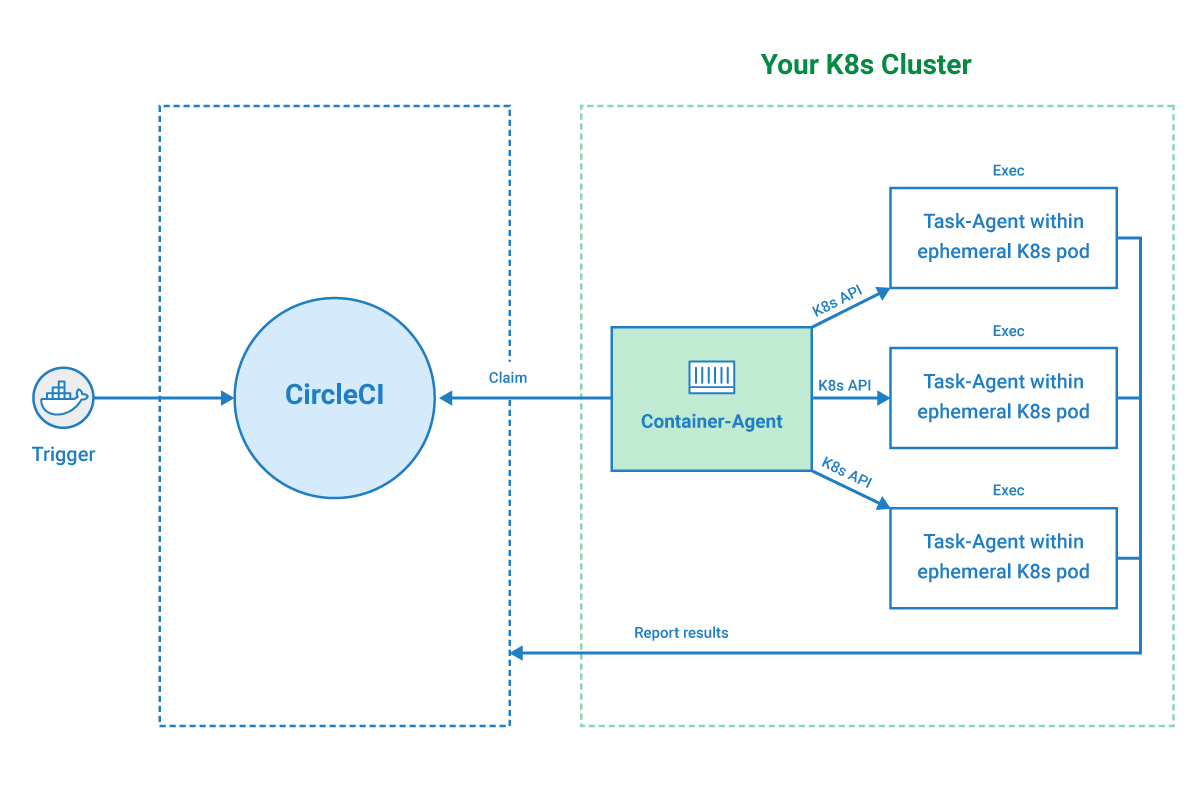 Your K8s Cluster
Trigger
CircleCI
Claim
Container-Agent
K8s API
K8s API
K8s API
Exec
Task-Agent within
ephemeral K8s pod
Exec
Task-Agent within
ephemeral K8s pod
Exec
Task-Agent within
ephemeral K8s pod
Report results